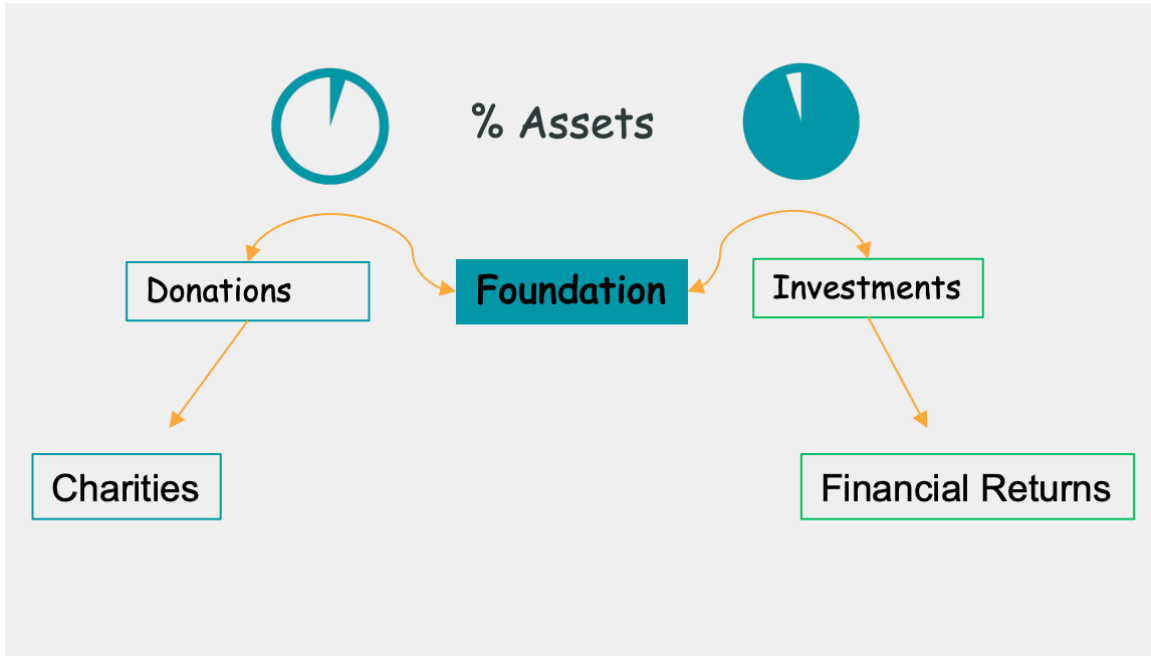 % Assets
Donations
Foundation
Investments
Charities
Financial Returns